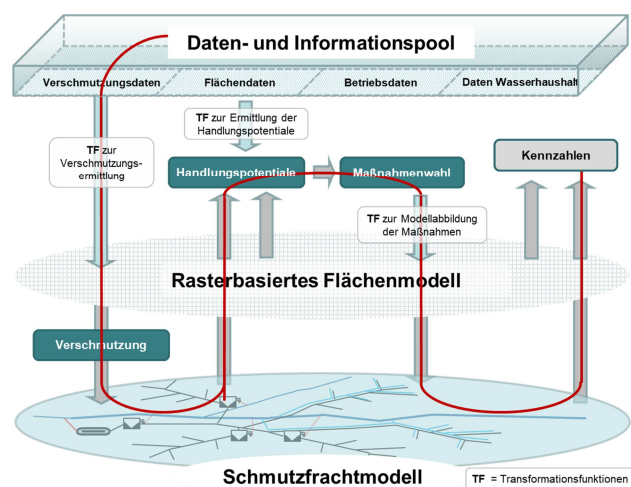 Daten- und Informationspool
Verschmutzungsdaten
Flächendaten
Betriebsdaten
Daten Wasserhaushalt
TF zur Ermittlung der
Handlungspotentiale
TF zur
Verschmutzungs-
ermittlung
Handlungspotentiale
Maßnahmenwahl
Kennzahlen
TF zur Modellabbildung
der Maßnahmen
Rasterbasiertes Flächenmodell
Verschmutzung
Schmutzfrachtmodell
TF = Transformationsfunktionen